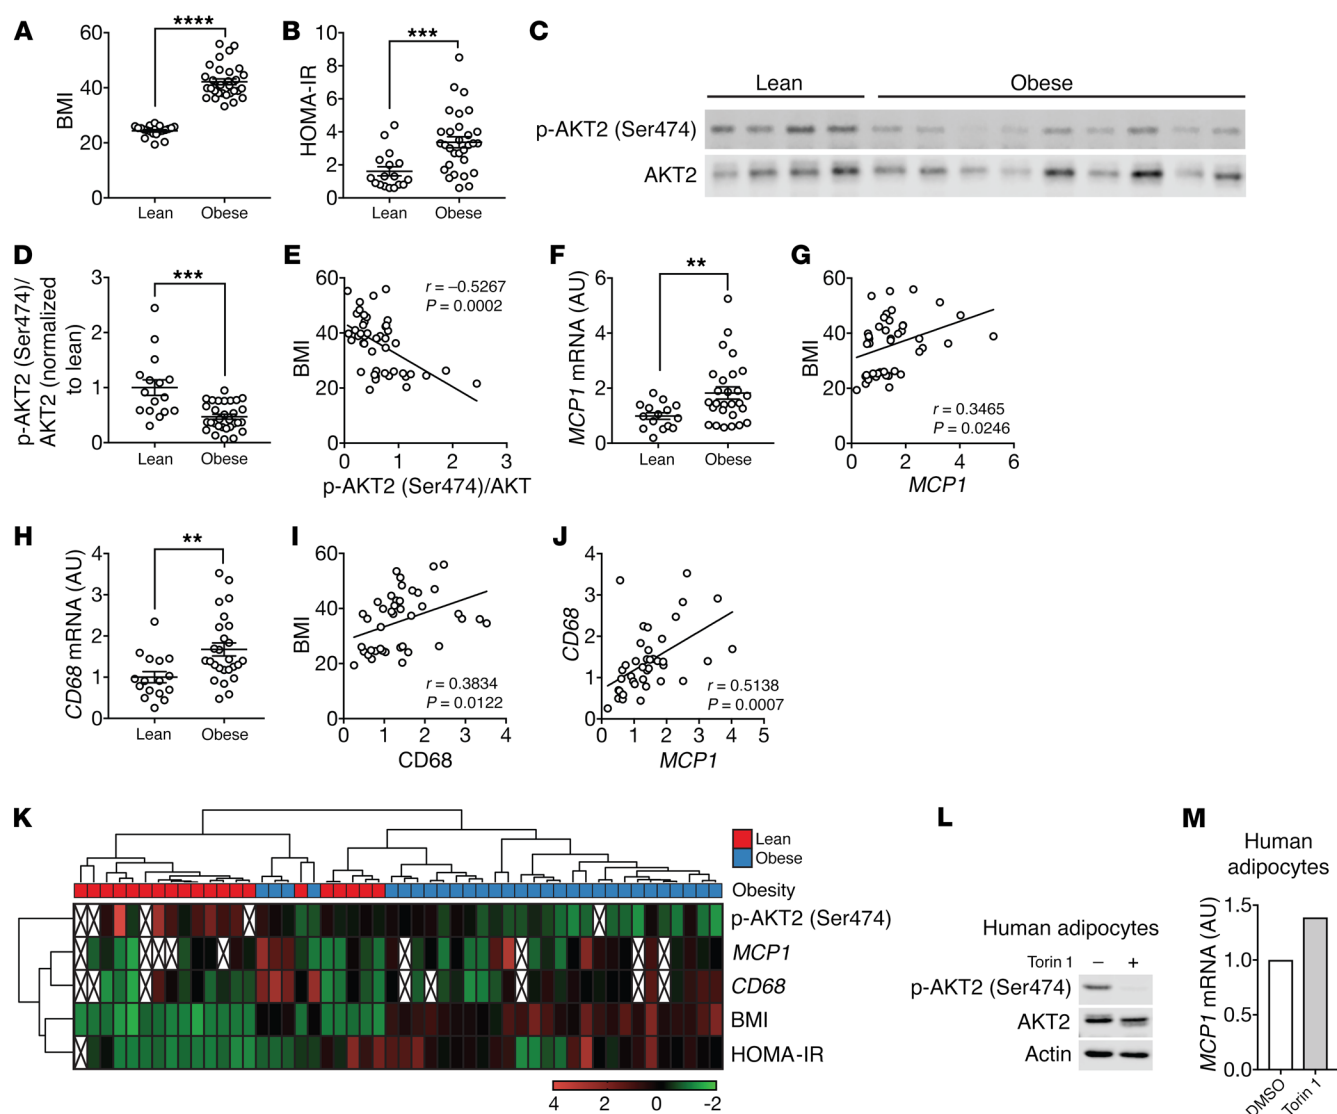 A
BMI
60
40
20
0
****
Lean
Obese
B
HOMA-IR
10
8
6
4
2
0
***
Lean
Obese
C
Lean
Obese
p-AKT2 (Ser474)
AKT2
D
p-AKT2 (Ser474)/
AKT2 (normalized
to lean)
3
2
1
0
***
Lean
Obese
E
BMI
60
40
20
0
r = –0.5267
P = 0.0002
0 1 2 3
p-AKT2 (Ser474)/AKT
F
MCP1 mRNA (AU)
6
4
2
0
**
Lean
Obese
G
BMI
60
40
20
0
r = 0.3465
P = 0.0246
0 2 4 6
MCP1
H
CD68 mRNA (AU)
4
3
2
1
0
**
Lean
Obese
I
BMI
60
40
20
0
r = 0.3834
P = 0.0122
0 1 2 3 4
CD68
J
CD68
4
3
2
1
0
r = 0.5138
P = 0.0007
0 1 2 3 4 5
MCP1
K
Lean
Obese
Obesity
p-AKT2 (Ser474)
MCP1
CD68
BMI
HOMA-IR
4 2 0 -2
L
Human adipocytes
Torin 1 – +
p-AKT2 (Ser474)
AKT2
Actin
M
Human
adipocytes
MCP1 mRNA (AU)
1.5
1.0
0.5
0
DMSO
Torin 1